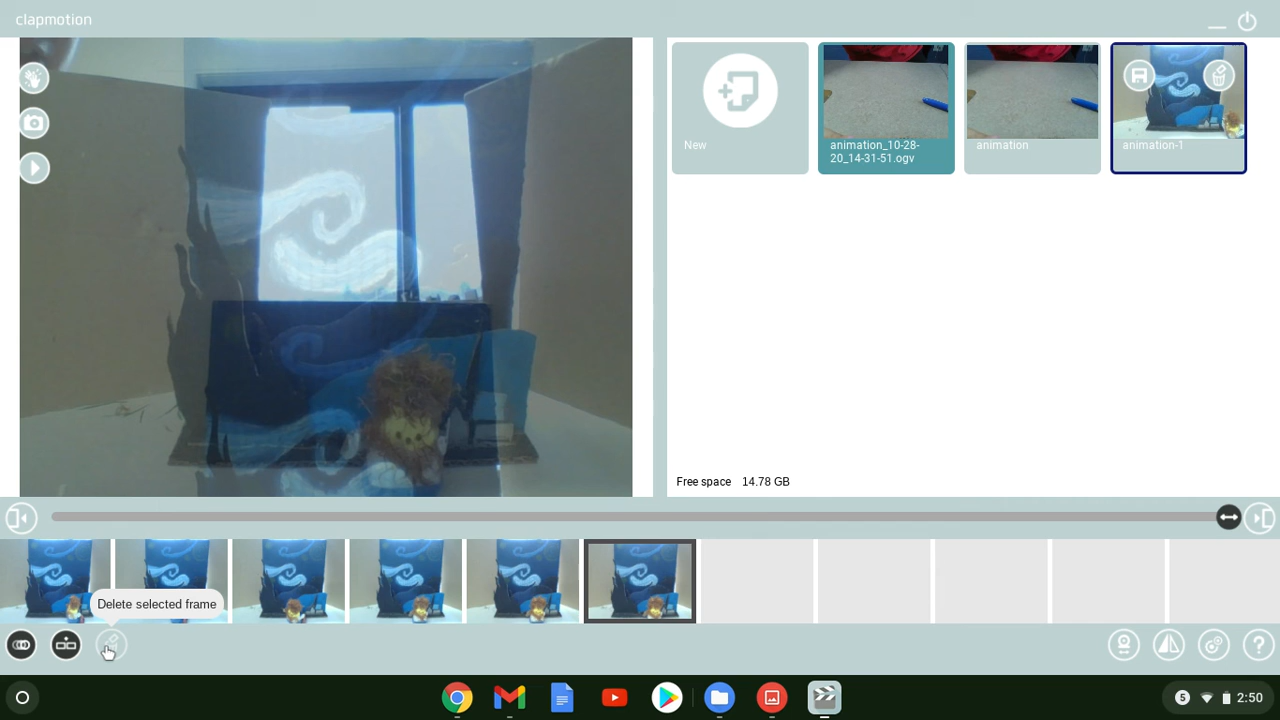 clapmotion
New
animation_10-28-
20_14-31-51.ogv
animation
animation-1
Free space 14.78 GB
Delete selected frame
5 2:50